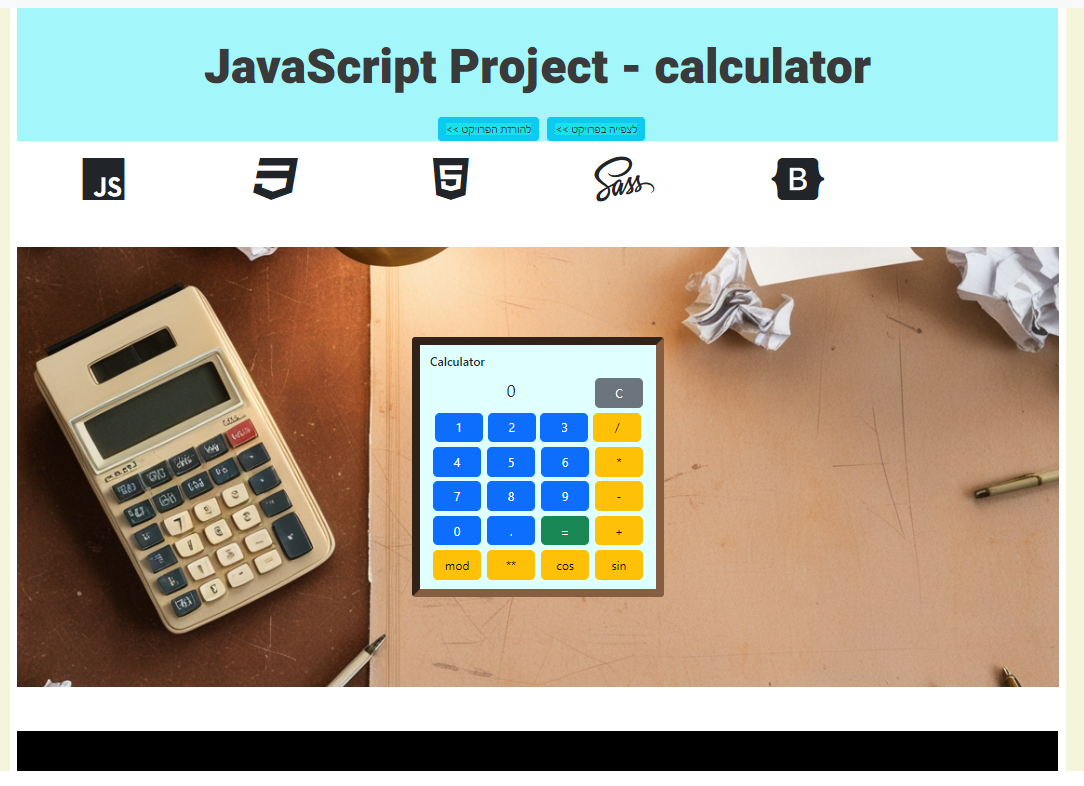 JavaScript Project - calculator
להורדת הפרויקט >>
לצפייה בפרויקט >>
JS
5
Sass
B
Calculator
0 C
1 2 3 /
4 5 6 *
7 8 9 -
0 . = +
mod ** cos sin